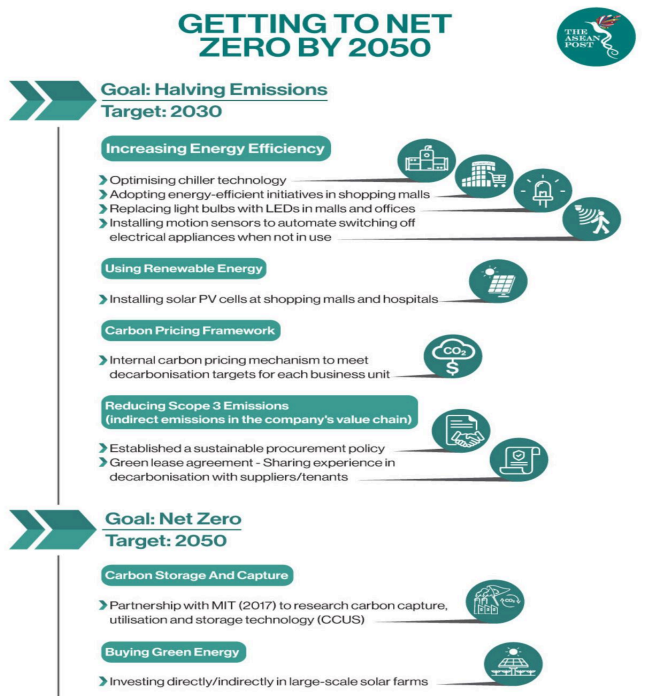 GETTING TO NET
ZERO BY 2050
THE
ASEAN
POST
Goal: Halving Emissions
Target: 2030
Increasing Energy Efficiency
Optimising chiller technology
Adopting energy-efficient initiatives in shopping malls
Replacing light bulbs with LEDs in malls and offices
Installing motion sensors to automate switching off
electrical appliances when not in use
Using Renewable Energy
Installing solar PV cells at shopping malls and hospitals
Carbon Pricing Framework
Internal carbon pricing mechanism to meet
decarbonisation targets for each business unit
CO₂
$
Reducing Scope 3 Emissions
(indirect emissions in the company's value chain)
Established a sustainable procurement policy
Green lease agreement - Sharing experience in
decarbonisation with suppliers/tenants
Goal: Net Zero
Target: 2050
Carbon Storage And Capture
Partnership with MIT (2017) to research carbon capture,
utilisation and storage technology (CCUS)
CO₂
Buying Green Energy
Investing directly/indirectly in large-scale solar farms